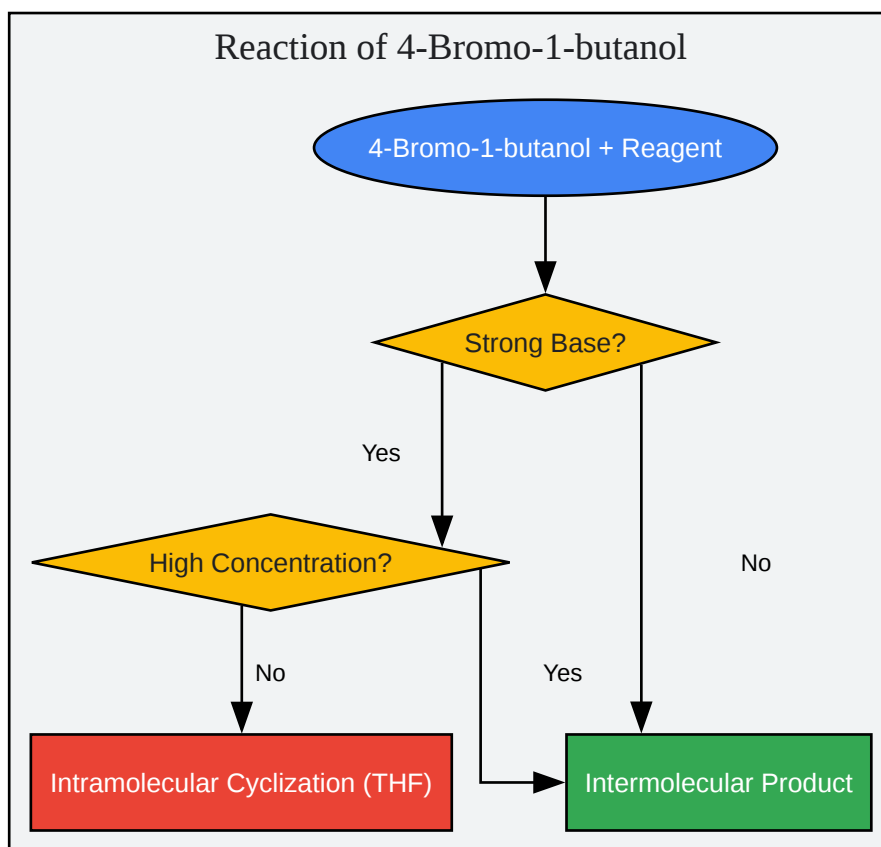 Reaction of 4-Bromo-1-butanol
4-Bromo-1-butanol + Reagent
Strong Base?
Yes
High Concentration?
No
No
Yes
Intramolecular Cyclization (THF)
Intermolecular Product